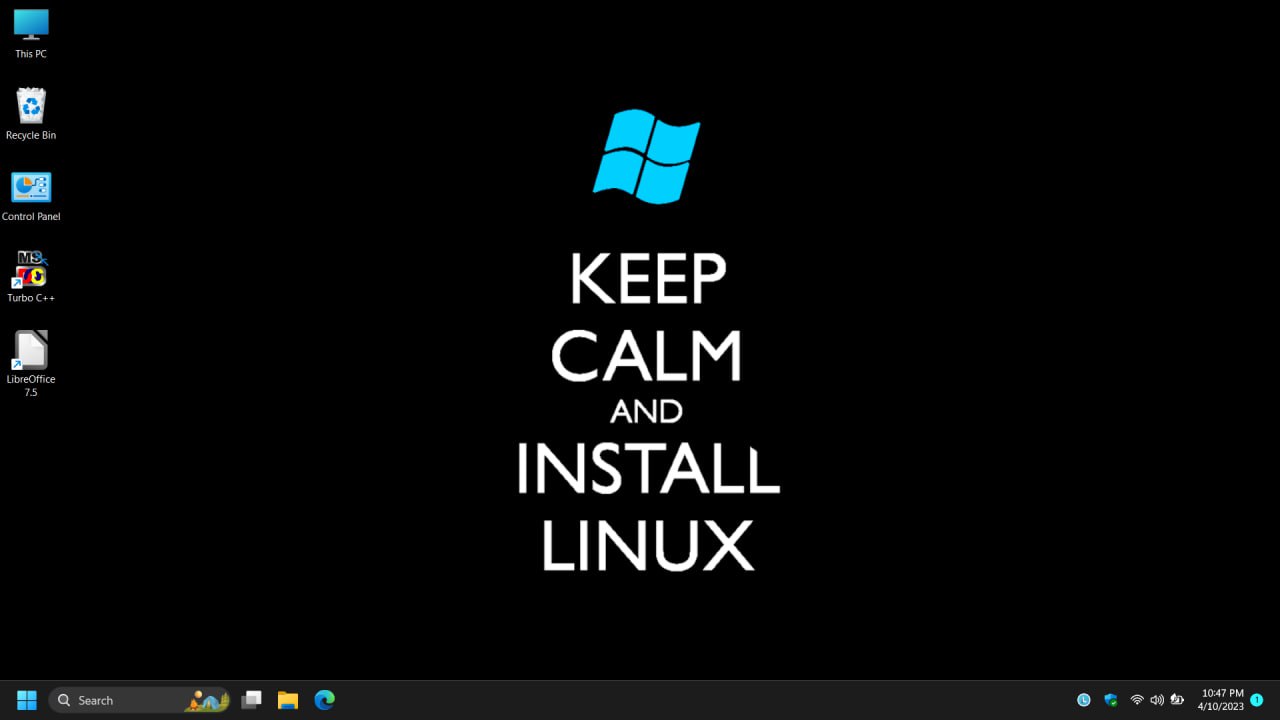 This PC
Recycle Bin
Control Panel
MS
Turbo C++
LibreOffice
7.5
KEEP
CALM
AND
INSTALL
LINUX
Search
10:47 PM
4/10/2023
1